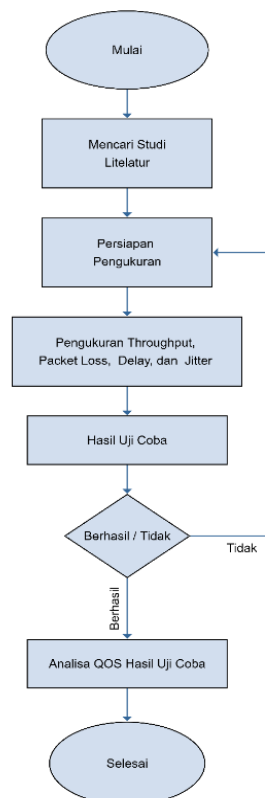 Mulai
Mencari Studi
Litelatur
Persiapan
Pengukuran
Pengukuran Throughput,
Packet Loss, Delay, dan Jitter
Hasil Uji Coba
Berhasil / Tidak
Tidak
Berhasil
Analisa QOS Hasil Uji Coba
Selesai